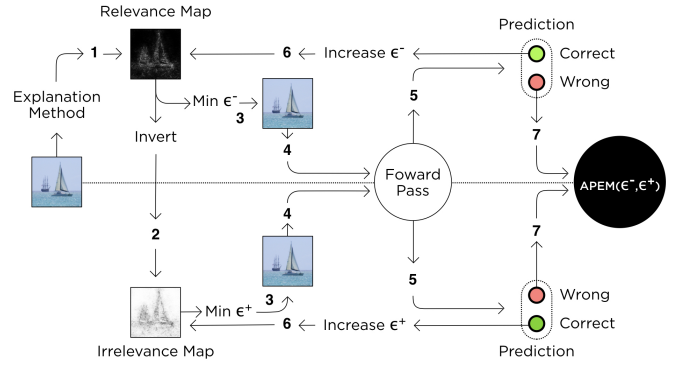 Relevance Map
Prediction
1
6
Increase ϵ⁻
Correct
Wrong
Explanation
Method
Min ϵ⁻
3
5
Invert
4
7
Foward
Pass
APEM(ϵ⁻,ϵ⁺)
4
7
2
5
3
Min ϵ⁺
Wrong
6
Increase ϵ⁺
Correct
Irrelevance Map
Prediction